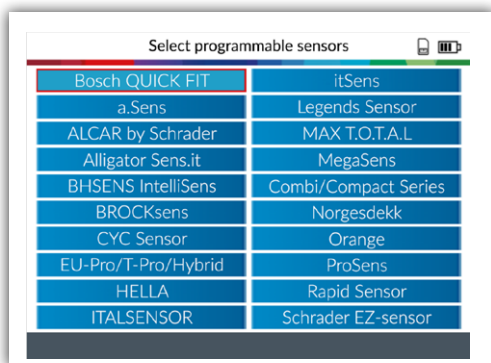 Select programmable sensors
Bosch QUICK FIT
itSens
a.Sens
Legends Sensor
ALCAR by Schrader
MAX T.O.T.A.L
Alligator Sens.it
MegaSens
BHSENS IntelliSens
Combi/Compact Series
BROCKsens
Norgesdekk
CYC Sensor
Orange
EU-Pro/T-Pro/Hybrid
ProSens
HELLA
Rapid Sensor
ITALSENSOR
Schrader EZ-sensor